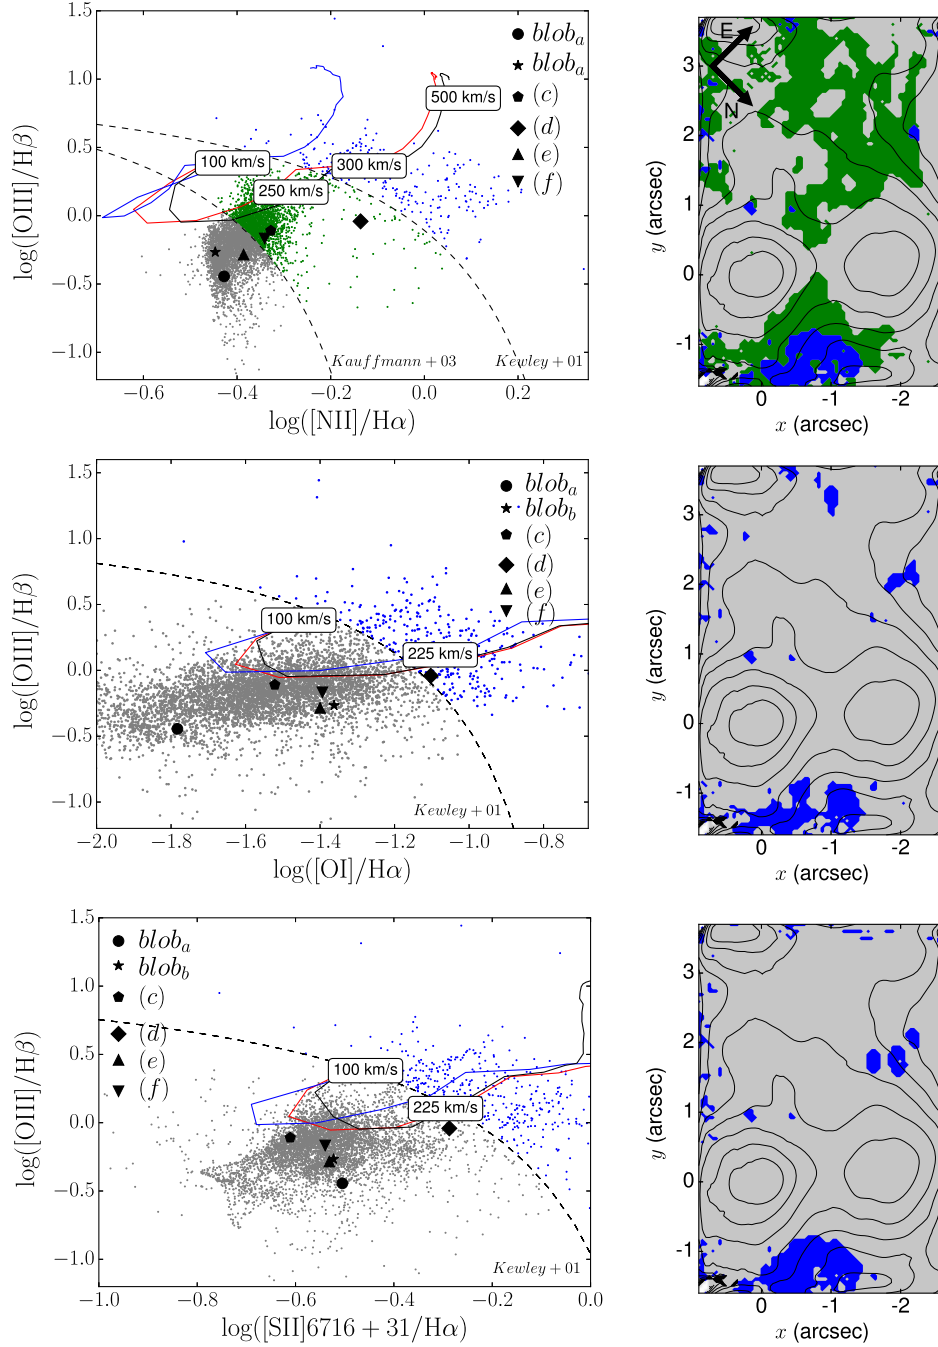 1.5
1.0
0.5
0.0
−0.5
−1.0
log([OIII]/Hβ)
blob_a
blob_a
(c)
(d)
(e)
(f)
500 km/s
100 km/s
300 km/s
250 km/s
Kauffmann+03
Kewley+01
−0.6
−0.4
−0.2
0.0
0.2
log([NII]/Hα)
E
N
3
2
1
0
-1
y (arcsec)
0
-1
-2
x (arcsec)
1.5
1.0
0.5
0.0
−0.5
−1.0
log([OIII]/Hβ)
blob_a
blob_b
(c)
(d)
(e)
(f)
100 km/s
225 km/s
Kewley+01
−2.0
−1.8
−1.6
−1.4
−1.2
−1.0
−0.8
log([OI]/Hα)
3
2
1
0
-1
y (arcsec)
0
-1
-2
x (arcsec)
1.5
1.0
0.5
0.0
−0.5
−1.0
log([OIII]/Hβ)
blob_a
blob_b
(c)
(d)
(e)
(f)
100 km/s
225 km/s
Kewley+01
−1.0
−0.8
−0.6
−0.4
−0.2
0.0
log([SII]6716+31/Hα)
3
2
1
0
-1
y (arcsec)
0
-1
-2
x (arcsec)